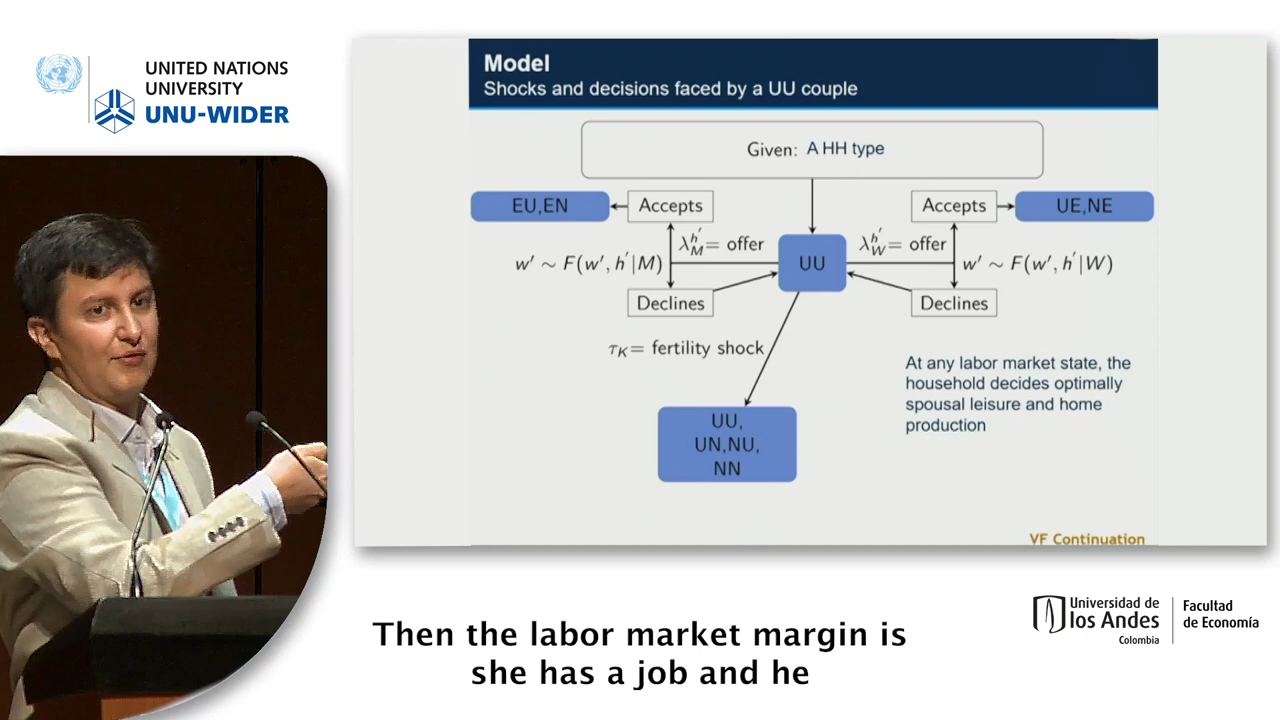 UNITED NATIONS
UNIVERSITY
UNU-WIDER
Model
Shocks and decisions faced by a UU couple
Given: A HH type
EU,EN
Accepts
Accepts
UE,NE
λ_M^{h′}= offer
λ_W^{h′}= offer
w′ ∼ F(w′, h′|M)
UU
w′ ∼ F(w′, h′|W)
Declines
Declines
τ_K= fertility shock
At any labor market state, the
household decides optimally
spousal leisure and home
production
UU,
UN,NU,
NN
VF Continuation
Universidad de
los Andes
Colombia
Facultad
de Economía
Then the labor market margin is
she has a job and he